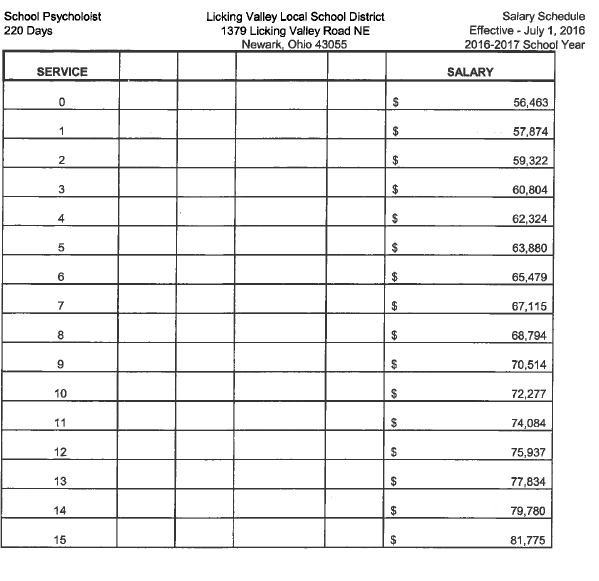 School Psycholoist Licking Valley Local School District Salary Schedule
220 Days 1379 Licking Valley Road NE Effective - July 1, 2016
Newark, Ohio 43055 2016-2017 School Year
SERVICE SALARY
0 $ 56,463
1 $ 57,874
2 $ 59,322
3 $ 60,804
4 $ 62,324
5 $ 63,880
6 $ 65,479
7 $ 67,115
8 $ 68,794
9 $ 70,514
10 $ 72,277
11 $ 74,084
12 $ 75,937
13 $ 77,834
14 $ 79,780
15 $ 81,775